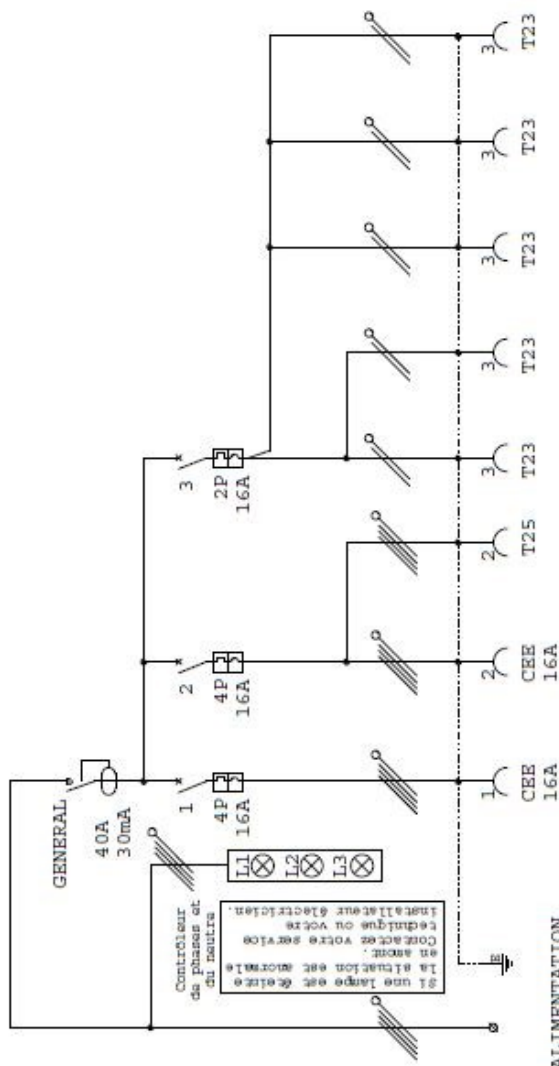 GENERAL
40A
30mA
Contrôleur
de phases et
du neutre
L1
L2
L3
Si une lampe est éteinte
la situation est anormale
en amont.
Contactez votre service
technique ou votre
installateur électricien.
1
4P
16A
2
4P
16A
3
2P
16A
ALIMENTATION
1
CEE
16A
2
CEE
16A
2
T25
3
T23
3
T23
3
T23
3
T23
3
T23